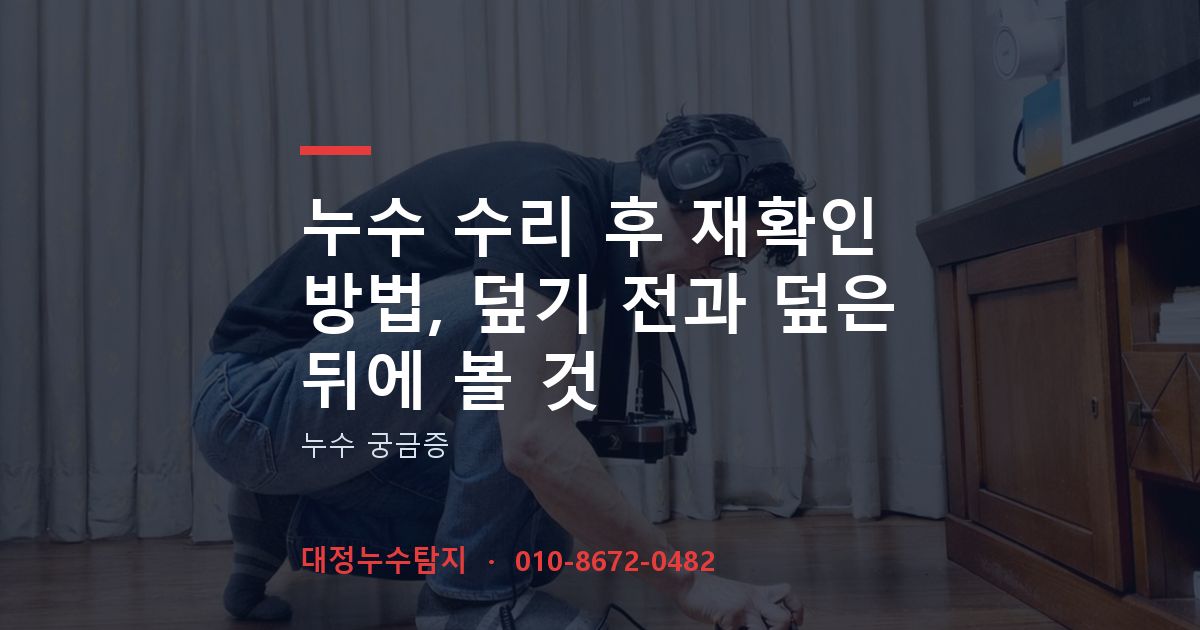 누수 수리 후 재확인
방법, 덮기 전과 덮은
뒤에 볼 것
누수 궁금증
대정누수탐지 · 010-8672-0482